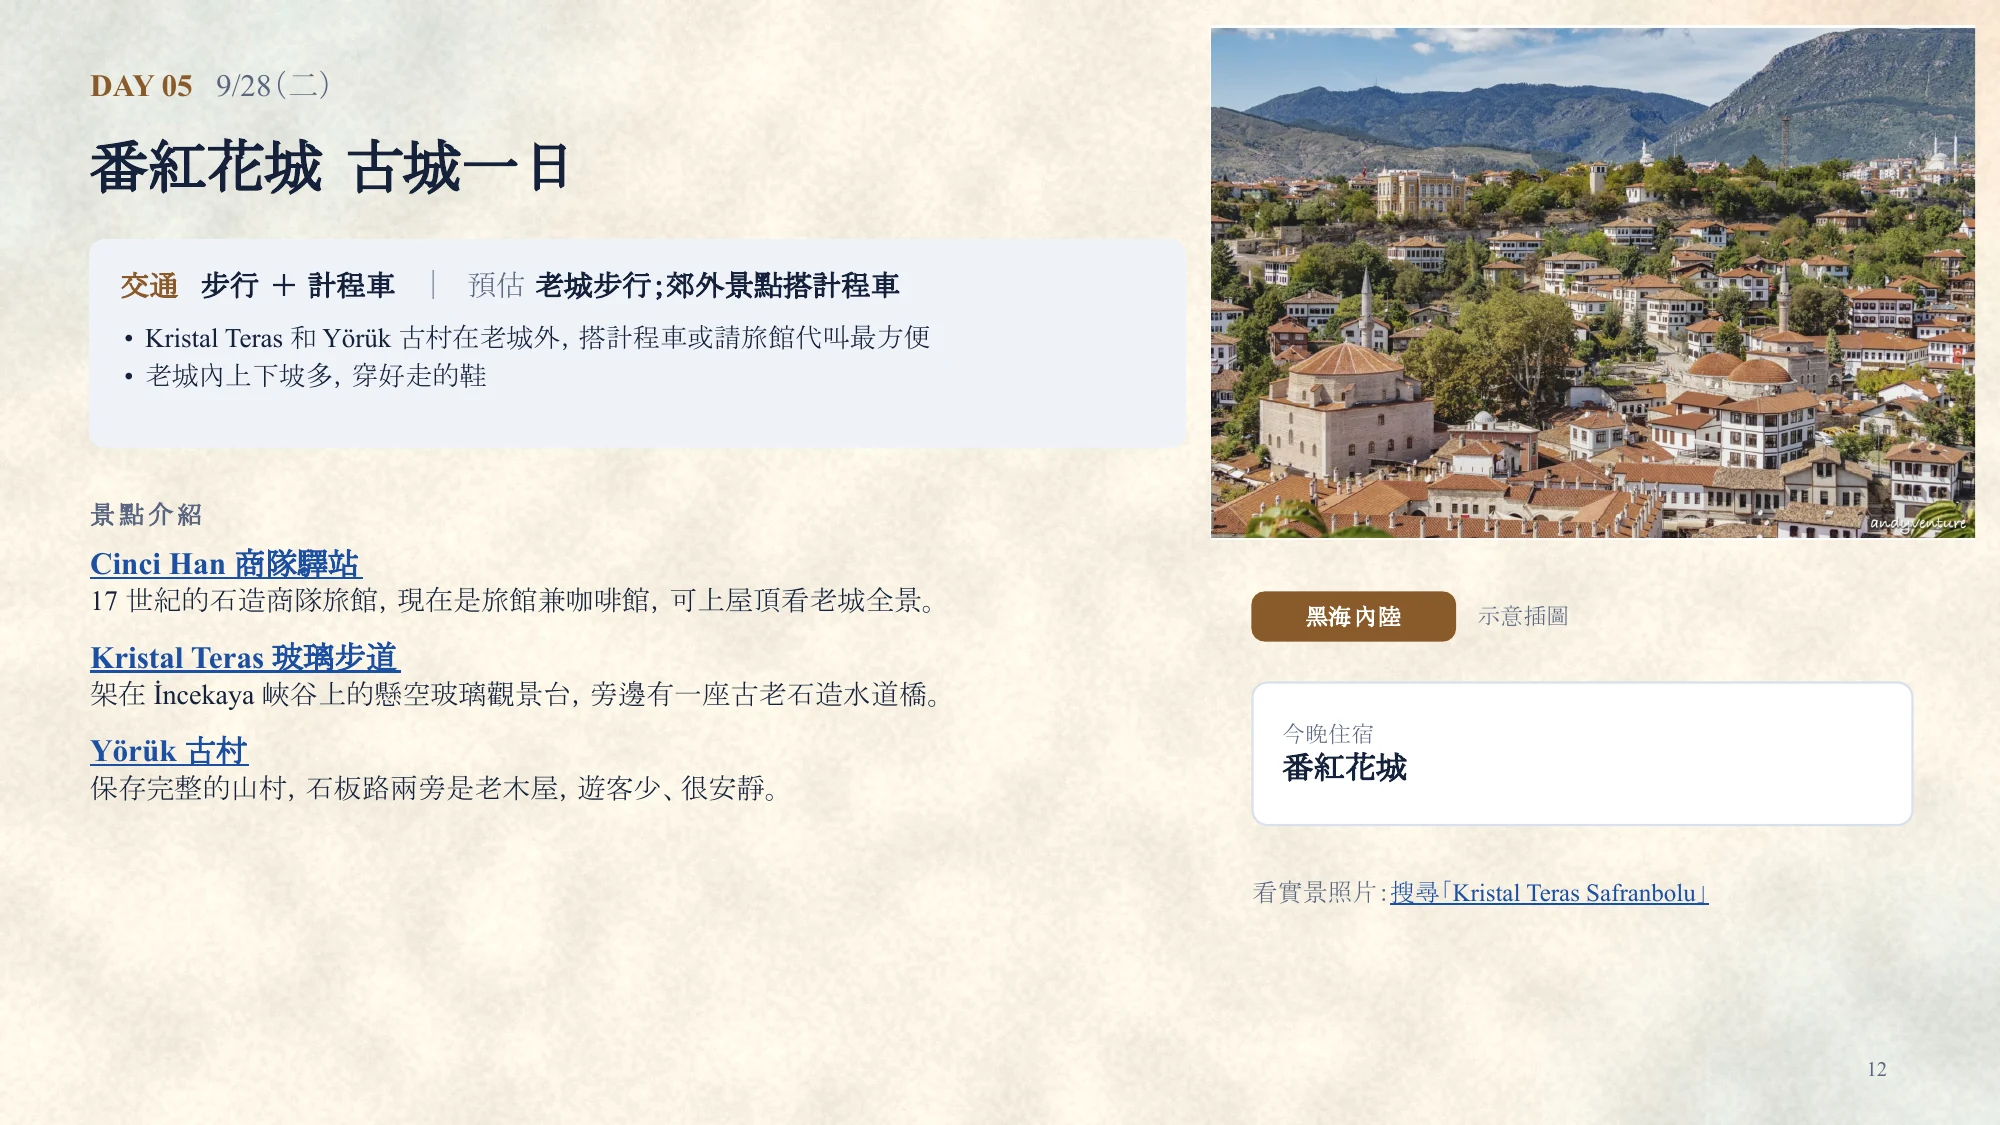 DAY 05 9/28(二)
番紅花城 古城一日
交通 步行 + 計程車 | 預估 老城步行;郊外景點搭計程車
• Kristal Teras 和 Yörük 古村在老城外, 搭計程車或請旅館代叫最方便
• 老城內上下坡多, 穿好走的鞋
景點介紹
Cinci Han 商隊驛站
17 世紀的石造商隊旅館, 現在是旅館兼咖啡館, 可上屋頂看老城全景。
Kristal Teras 玻璃步道
架在 İncekaya 峽谷上的懸空玻璃觀景台, 旁邊有一座古老石造水道橋。
Yörük 古村
保存完整的山村, 石板路兩旁是老木屋, 遊客少、很安靜。
andyventure
黑海內陸 示意插圖
今晚住宿
番紅花城
看實景照片:搜尋「Kristal Teras Safranbolu」
12